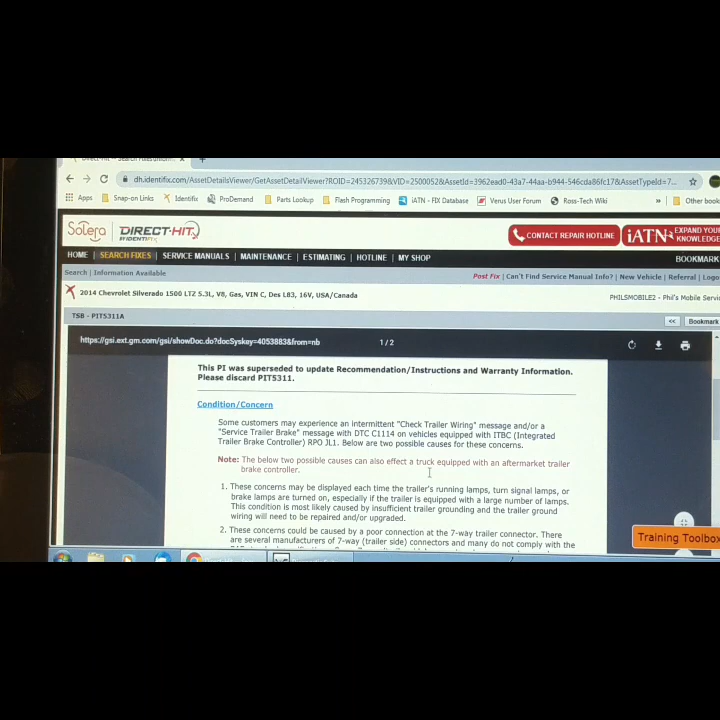 dh.identifix.com/AssetDetailsViewer/GetAssetDetailViewer?ROID=245326739&VID=2500052&AssetId=3962ead0-43a7-44aa-b944-546cda86fc17&AssetTypeId=7...
Apps Snap-on Links Identifix ProDemand Parts Lookup Flash Programming iATN - FIX Database Verus User Forum Ross-Tech Wiki » Other book
Solera DIRECT-HIT BY IDENTIFIX CONTACT REPAIR HOTLINE iATN EXPAND YOUR KNOWLEDGE
HOME | SEARCH FIXES | SERVICE MANUALS | MAINTENANCE | ESTIMATING | HOTLINE | MY SHOP BOOKMARK
Search | Information Available Post Fix | Can't Find Service Manual Info? | New Vehicle | Referral | Logo
2014 Chevrolet Silverado 1500 LTZ 5.3L, V8, Gas, VIN C, Des L83, 16V, USA/Canada PHILSMOBILE2 - Phil's Mobile Servi
TSB - PIT5311A << Bookmark
https://gsi.ext.gm.com/gsi/showDoc.do?docSyskey=4053883&from=nb 1/2
This PI was superseded to update Recommendation/Instructions and Warranty Information.
Please discard PIT5311.
Condition/Concern
Some customers may experience an intermittent "Check Trailer Wiring" message and/or a
"Service Trailer Brake" message with DTC C1114 on vehicles equipped with ITBC (Integrated
Trailer Brake Controller) RPO JL1. Below are two possible causes for these concerns.
Note: The below two possible causes can also effect a truck equipped with an aftermarket trailer
brake controller.
1. These concerns may be displayed each time the trailer's running lamps, turn signal lamps, or
brake lamps are turned on, especially if the trailer is equipped with a large number of lamps.
This condition is most likely caused by insufficient trailer grounding and the trailer ground
wiring will need to be repaired and/or upgraded.
2. These concerns could be caused by a poor connection at the 7-way trailer connector. There
are several manufacturers of 7-way (trailer side) connectors and many do not comply with the
Training Toolbox